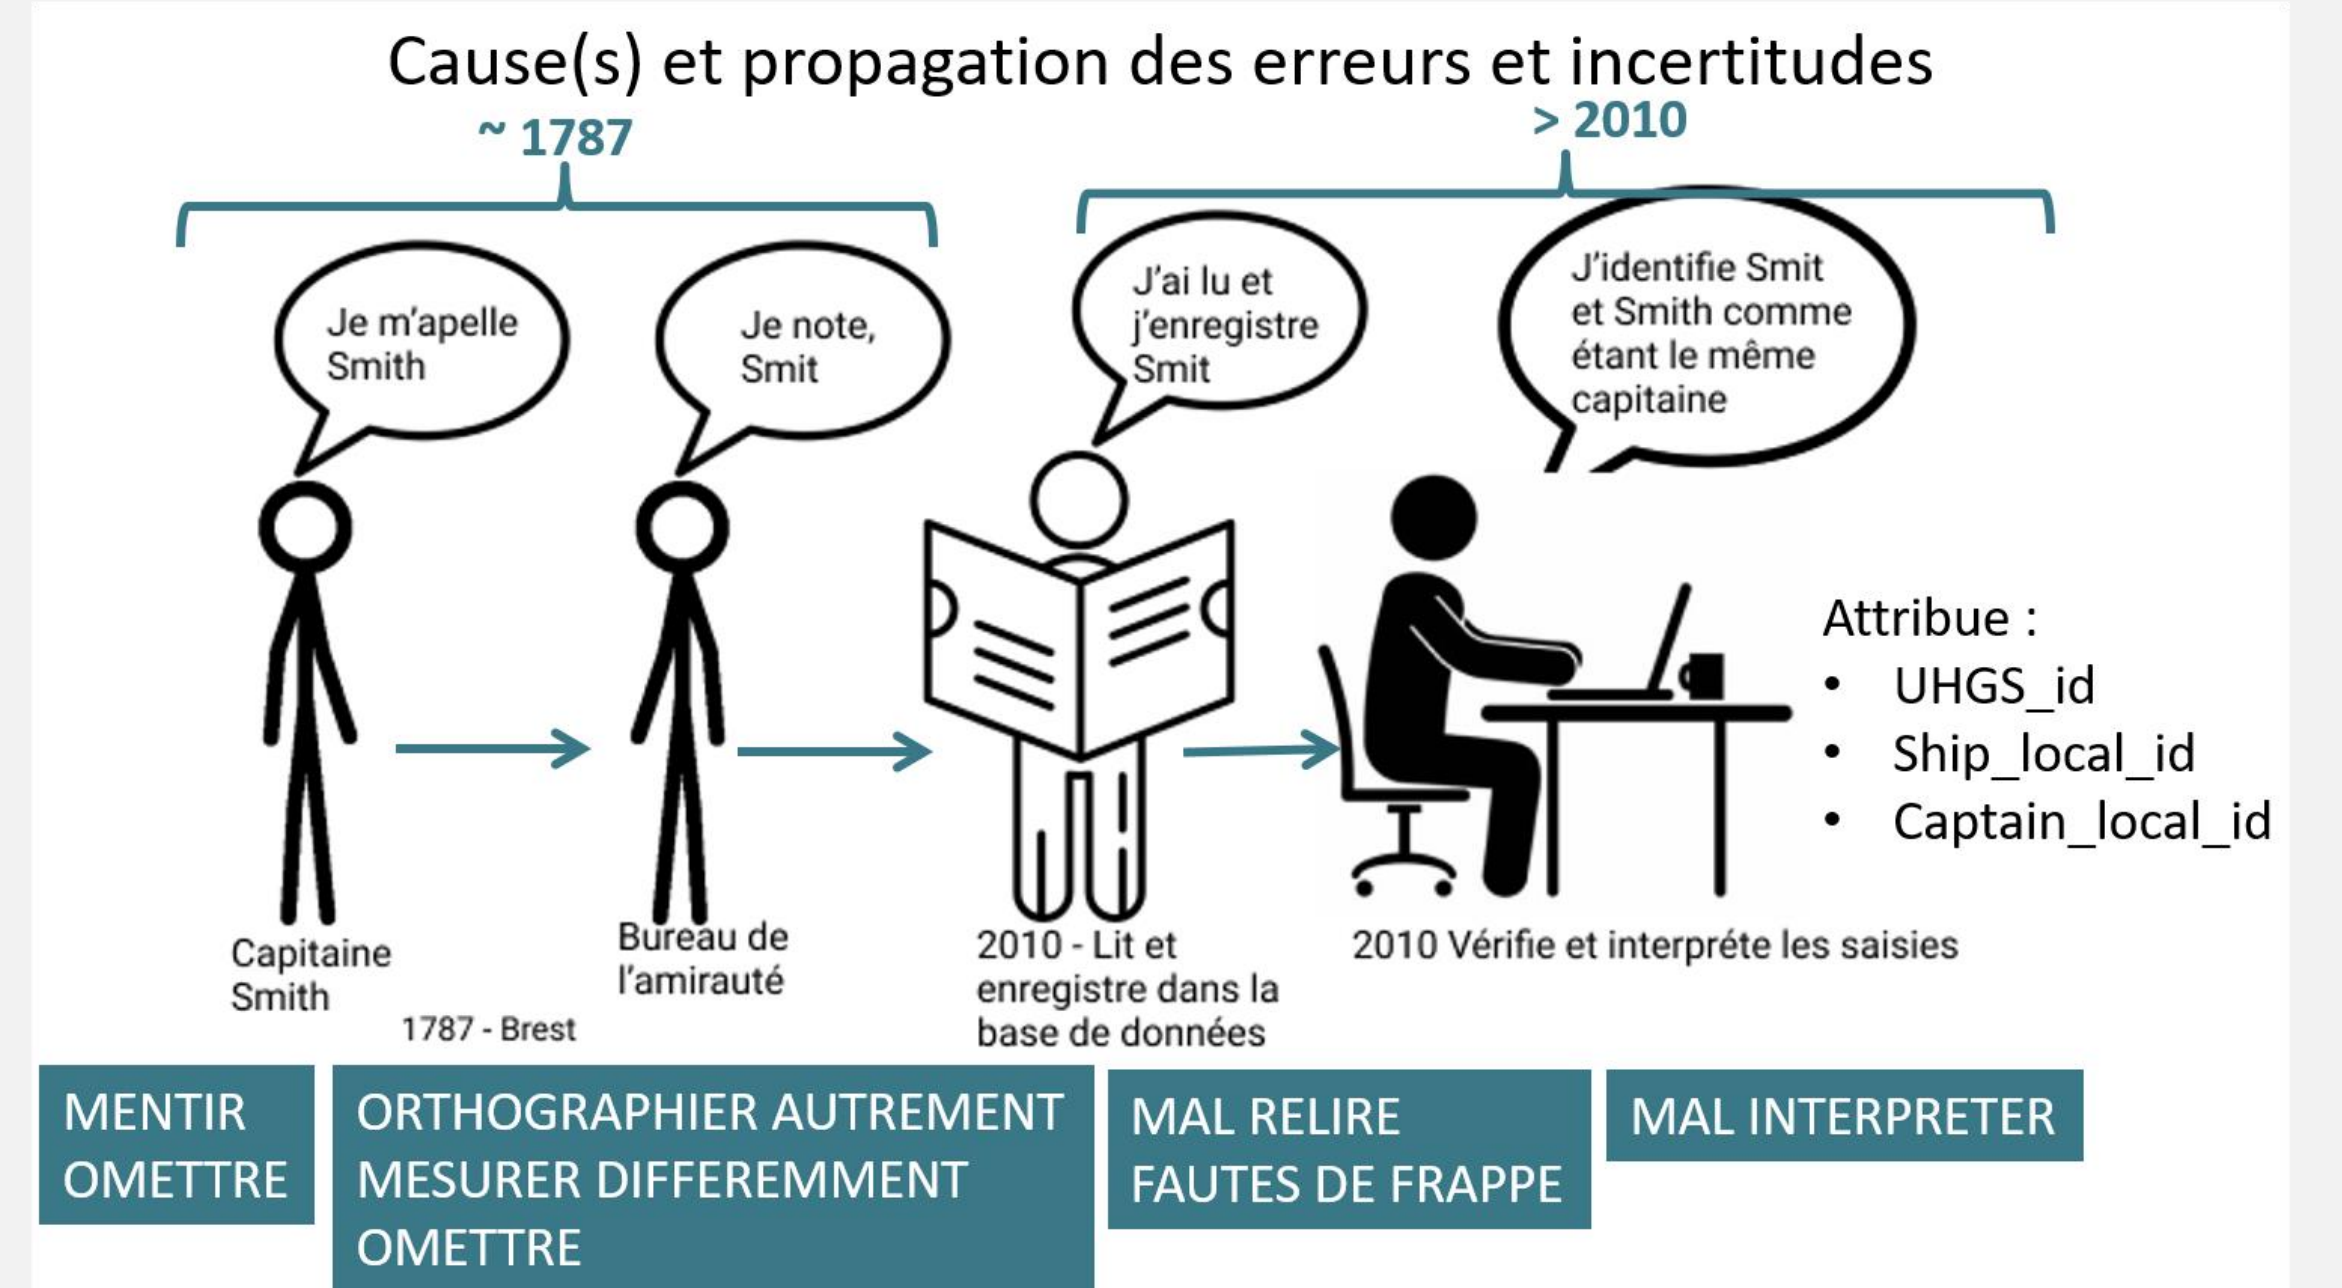 Cause(s) et propagation des erreurs et incertitudes
~ 1787
> 2010
Je m'apelle
Smith
Je note,
Smit
J'ai lu et
j'enregistre
Smit
J'identifie Smit
et Smith comme
étant le même
capitaine
Attribue :
• UHGS_id
• Ship_local_id
• Captain_local_id
Capitaine
Smith
1787 - Brest
Bureau de
l'amirauté
2010 - Lit et
enregistre dans la
base de données
2010 Vérifie et interpréte les saisies
MENTIR
OMETTRE
ORTHOGRAPHIER AUTREMENT
MESURER DIFFEREMMENT
OMETTRE
MAL RELIRE
FAUTES DE FRAPPE
MAL INTERPRETER